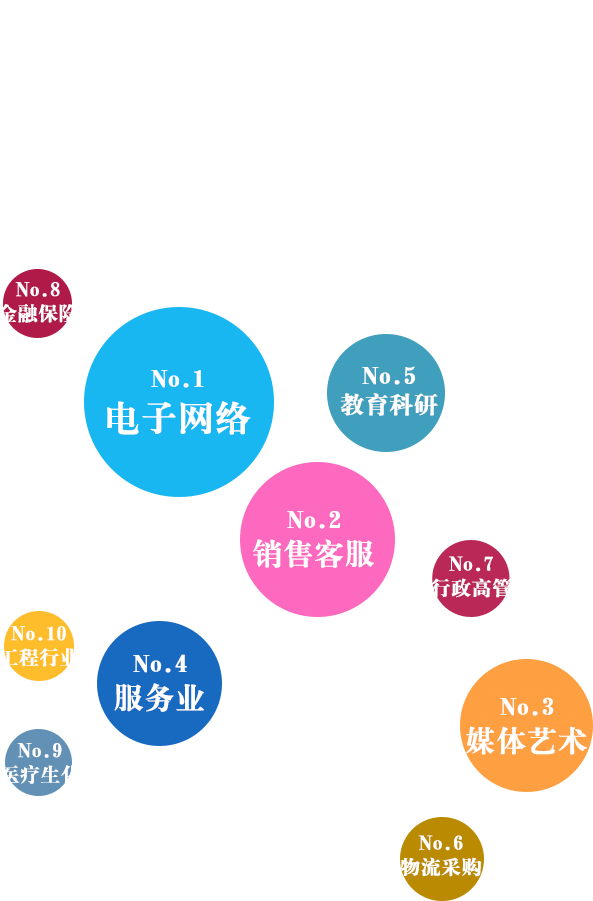 No.8
金融保险
No.1
电子网络
No.5
教育科研
No.2
销售客服
No.7
行政高管
No.10
工程行业
No.4
服务业
No.3
媒体艺术
No.9
医疗生化
No.6
物流采购